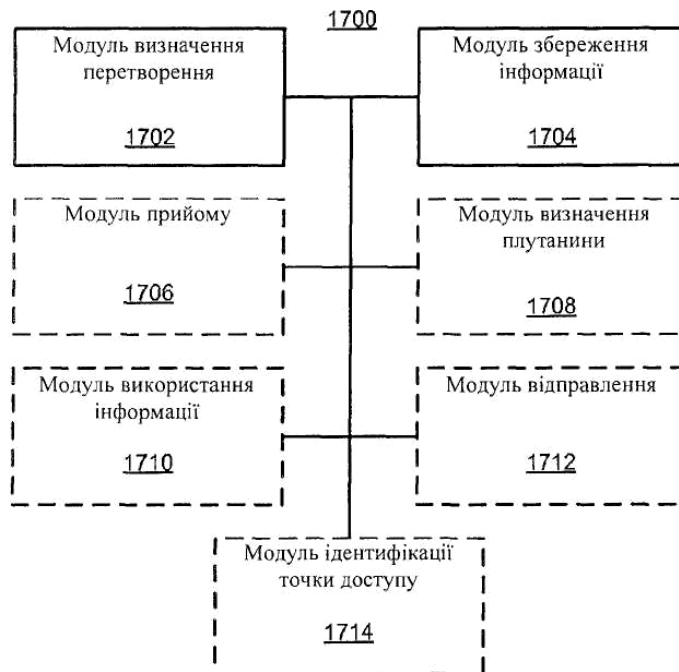 1700
Модуль визначення
перетворення
1702
Модуль збереження
інформації
1704
Модуль прийому
1706
Модуль визначення
плутанини
1708
Модуль використання
інформації
1710
Модуль відправлення
1712
Модуль ідентифікації
точки доступу
1714